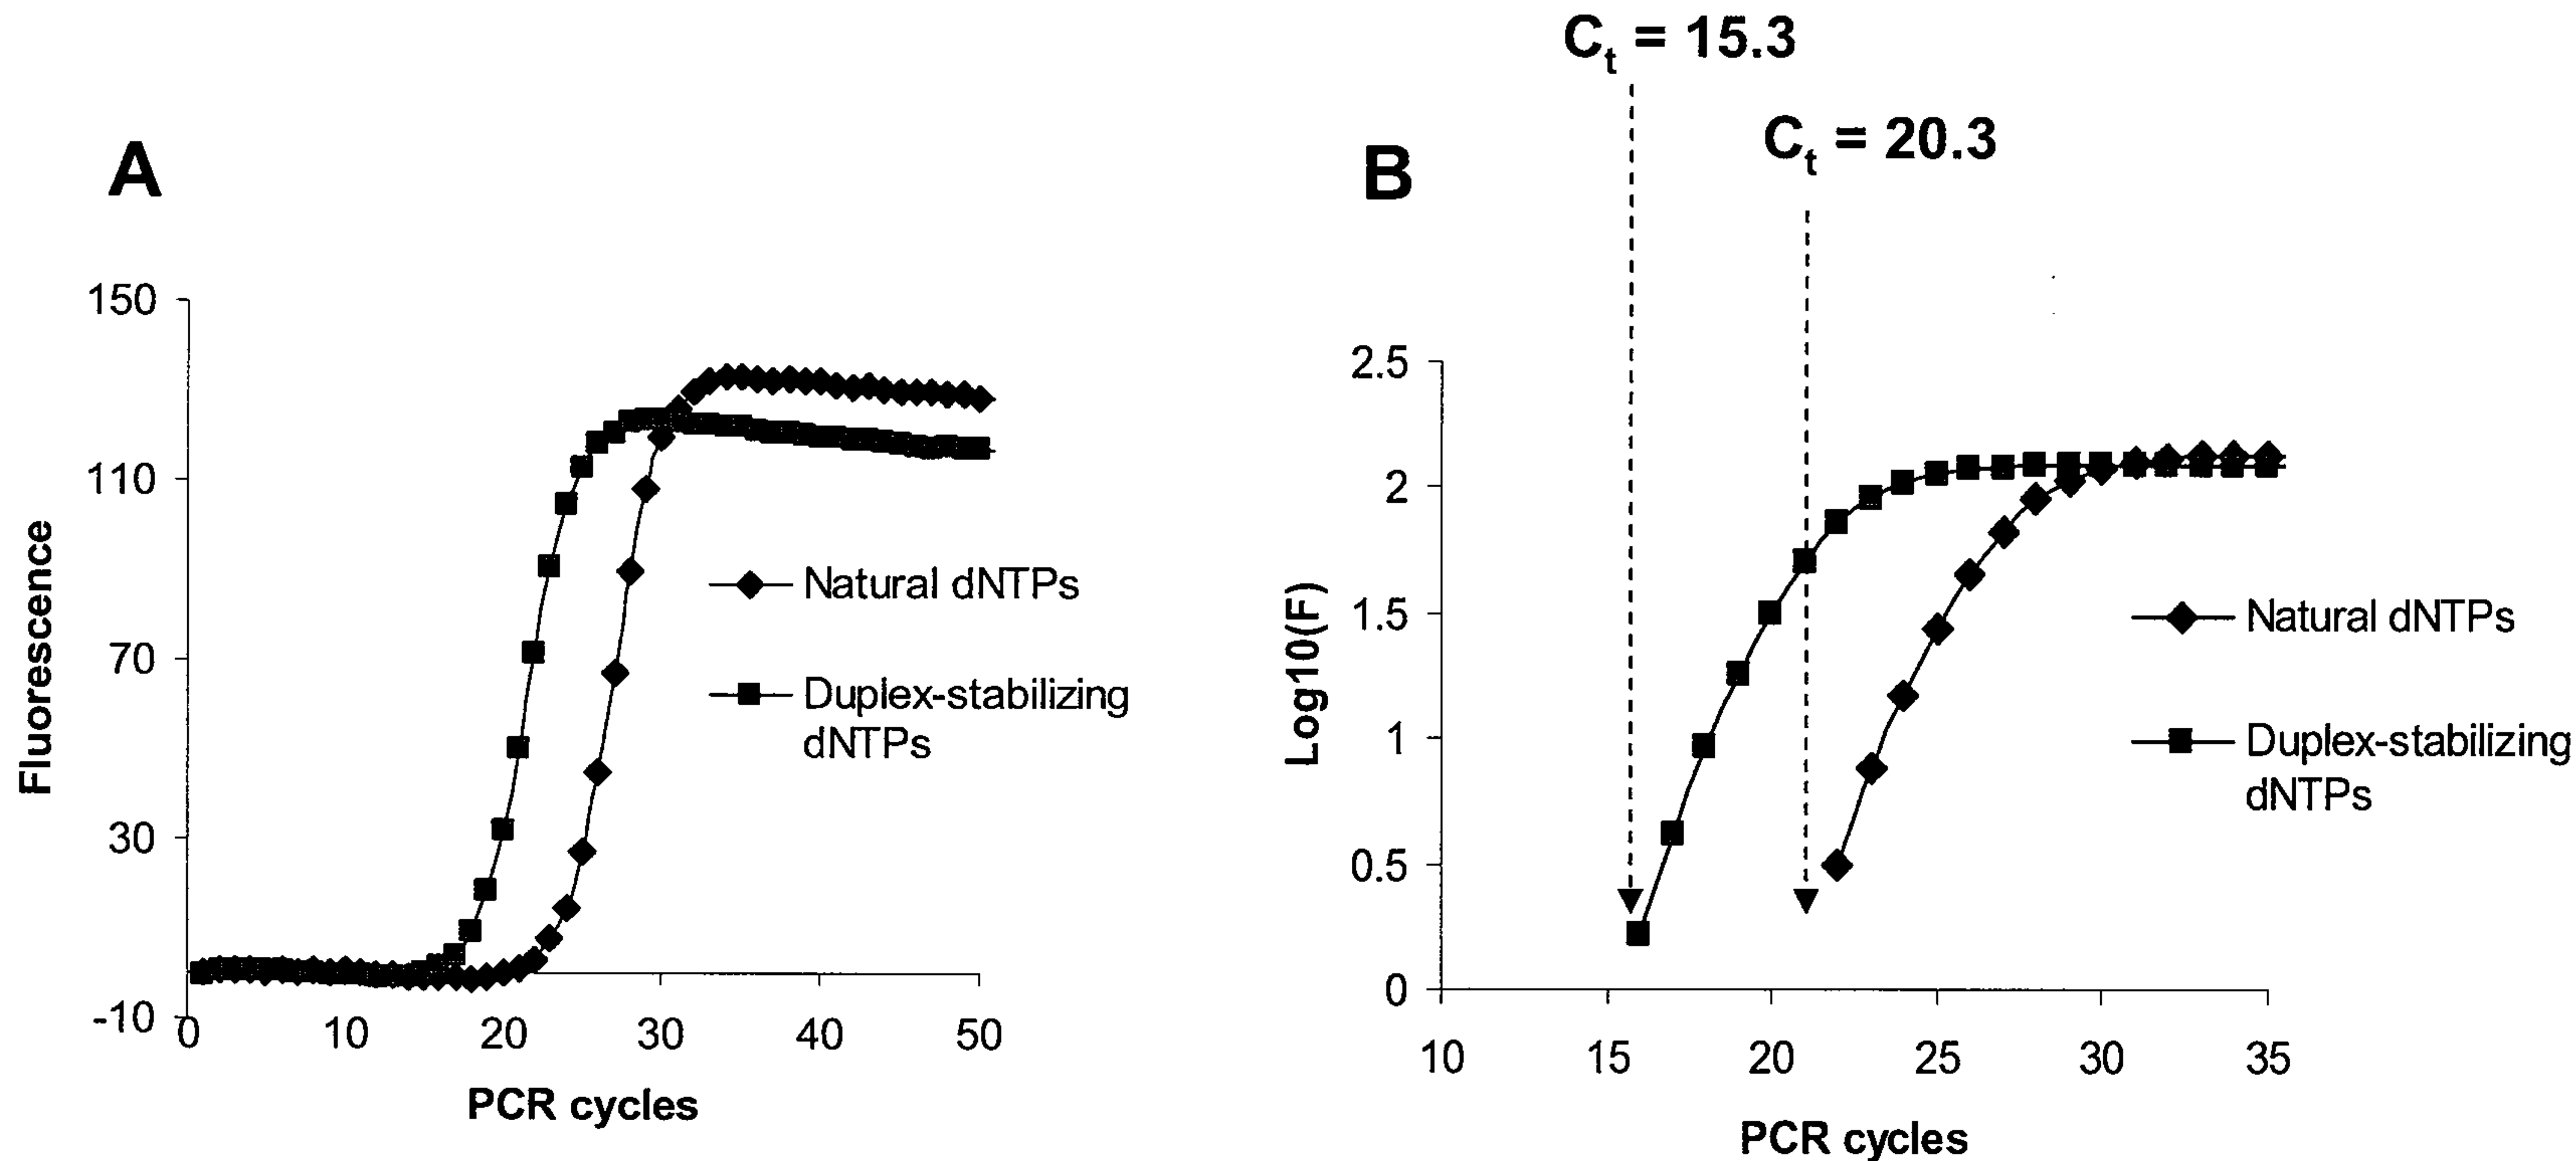 A
150
110
70
30
-10
Fluorescence
Natural dNTPs
Duplex-stabilizing
dNTPs
0 10 20 30 40 50
PCR cycles
Ct = 15.3
Ct = 20.3
B
2.5
2
1.5
1
0.5
0
Log10(F)
Natural dNTPs
Duplex-stabilizing
dNTPs
10 15 20 25 30 35
PCR cycles